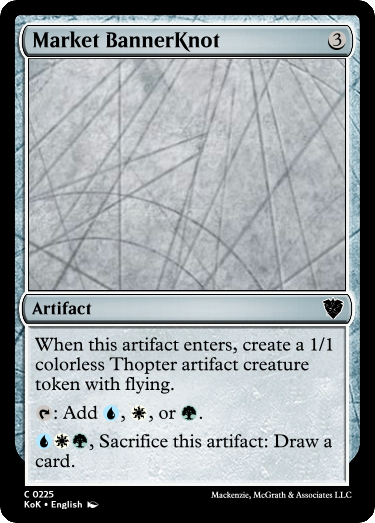 Market BannerKnot 3
Artifact
When this artifact enters, create a 1/1
colorless Thopter artifact creature
token with flying.
: Add , , or .
, Sacrifice this artifact: Draw a
card.
C 0225
KoK • English
Mackenzie, McGrath & Associates LLC